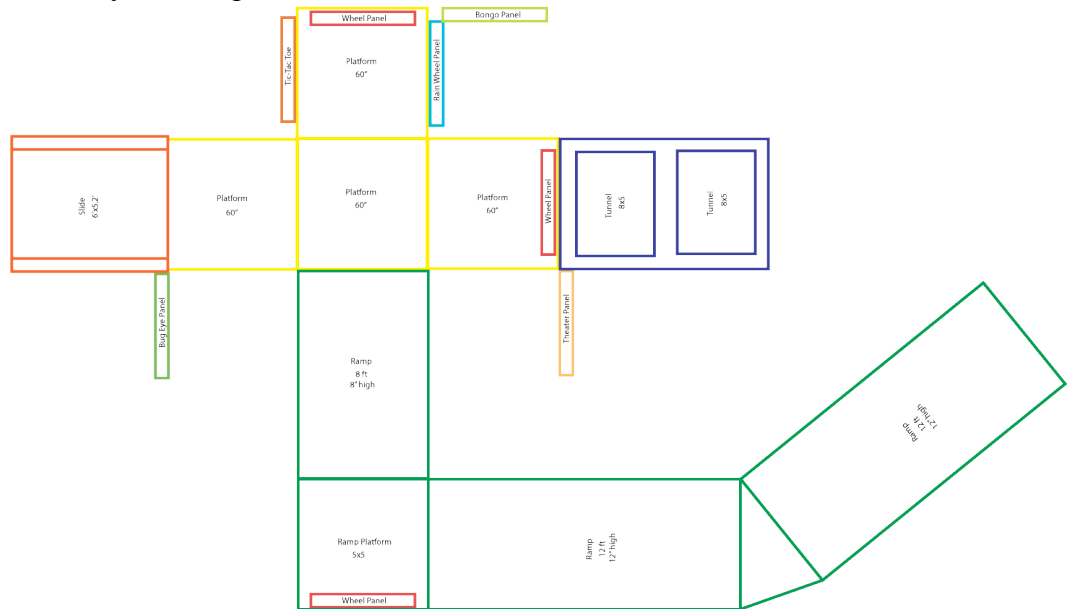 Wheel Panel
Bongo Panel
Tic-Tac Toe
Platform
60"
Rain Wheel Panel
Slide
6'x5.2'
Platform
60"
Platform
60"
Platform
60"
Wheel Panel
Tunnel
8x5
Tunnel
8x5
Bug Eye Panel
Theater Panel
Ramp
8 ft
8" high
Ramp
12 ft
12" high
Ramp Platform
5x5
Ramp
12 ft
12" high
Wheel Panel